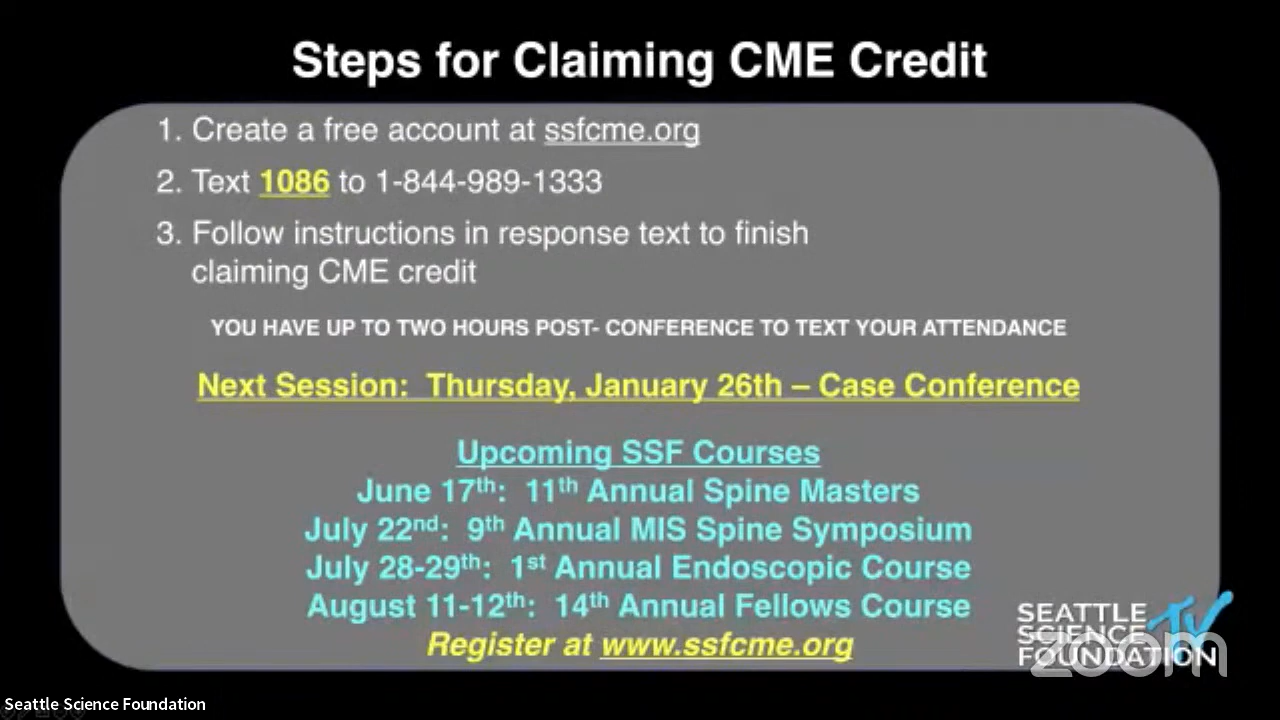 Steps for Claiming CME Credit
1. Create a free account at ssfcme.org
2. Text 1086 to 1-844-989-1333
3. Follow instructions in response text to finish
claiming CME credit
YOU HAVE UP TO TWO HOURS POST- CONFERENCE TO TEXT YOUR ATTENDANCE
Next Session: Thursday, January 26th – Case Conference
Upcoming SSF Courses
June 17th: 11th Annual Spine Masters
July 22nd: 9th Annual MIS Spine Symposium
July 28-29th: 1st Annual Endoscopic Course
August 11-12th: 14th Annual Fellows Course
Register at www.ssfcme.org
SEATTLE
SCIENCE TV
FOUNDATION
zoom
Seattle Science Foundation